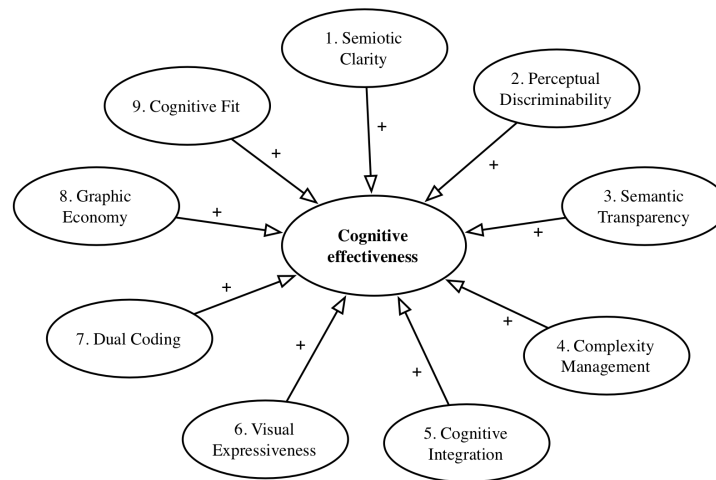 1. Semiotic
Clarity
+
2. Perceptual
Discriminability
+
3. Semantic
Transparency
+
4. Complexity
Management
+
5. Cognitive
Integration
+
6. Visual
Expressiveness
+
7. Dual Coding
+
8. Graphic
Economy
+
9. Cognitive Fit
+
Cognitive
effectiveness